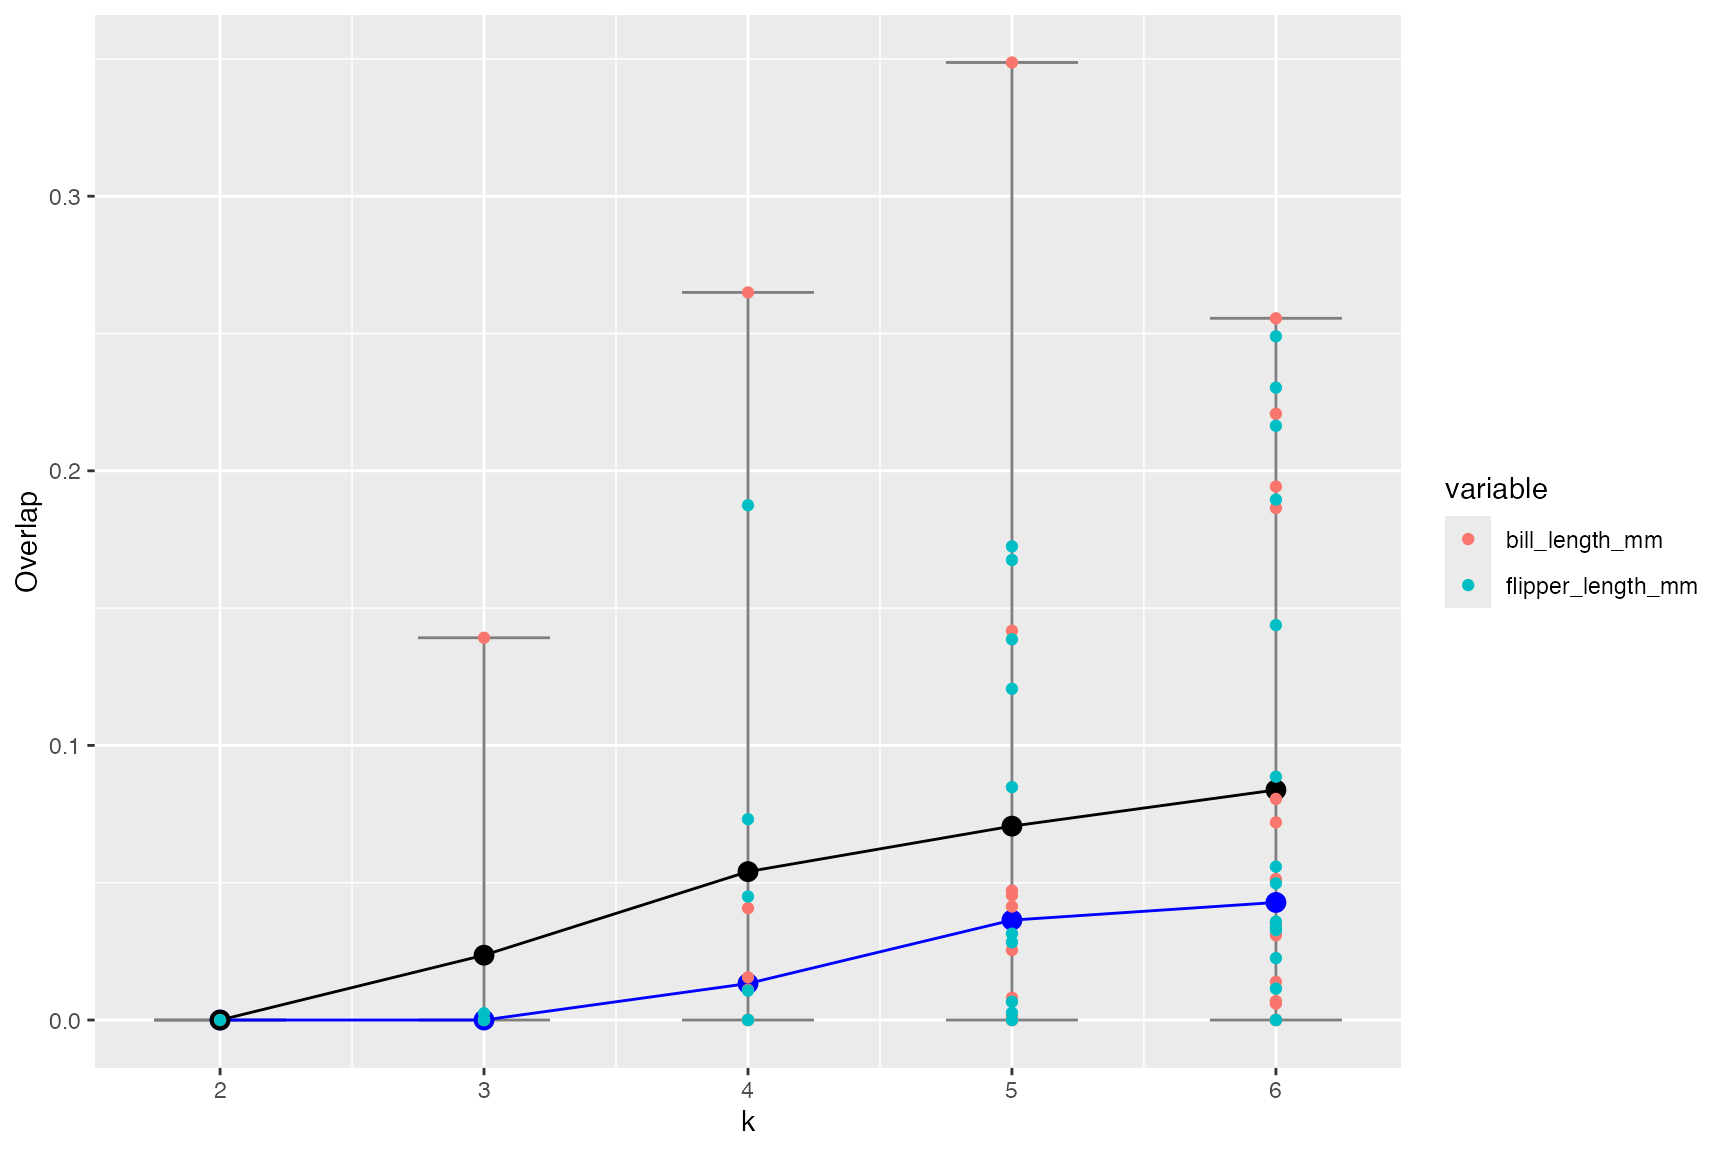 0.3
0.2
0.1
0.0
Overlap
2 3 4 5 6
k
variable
bill_length_mm
flipper_length_mm